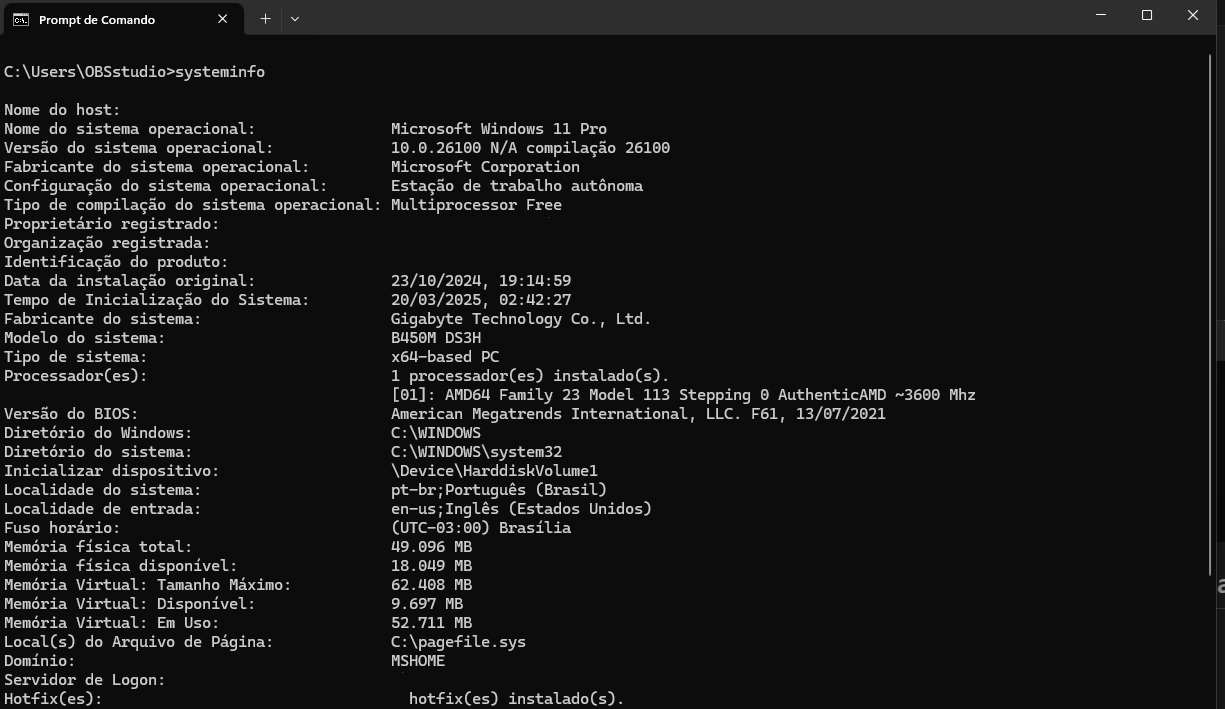 Prompt de Comando
C:\Users\OBSstudio>systeminfo
Nome do host:
Nome do sistema operacional: Microsoft Windows 11 Pro
Versão do sistema operacional: 10.0.26100 N/A compilação 26100
Fabricante do sistema operacional: Microsoft Corporation
Configuração do sistema operacional: Estação de trabalho autônoma
Tipo de compilação do sistema operacional: Multiprocessor Free
Proprietário registrado:
Organização registrada:
Identificação do produto:
Data da instalação original: 23/10/2024, 19:14:59
Tempo de Inicialização do Sistema: 20/03/2025, 02:42:27
Fabricante do sistema: Gigabyte Technology Co., Ltd.
Modelo do sistema: B450M DS3H
Tipo de sistema: x64-based PC
Processador(es): 1 processador(es) instalado(s).
[01]: AMD64 Family 23 Model 113 Stepping 0 AuthenticAMD ~3600 Mhz
Versão do BIOS: American Megatrends International, LLC. F61, 13/07/2021
Diretório do Windows: C:\WINDOWS
Diretório do sistema: C:\WINDOWS\system32
Inicializar dispositivo: \Device\HarddiskVolume1
Localidade do sistema: pt-br;Português (Brasil)
Localidade de entrada: en-us;Inglês (Estados Unidos)
Fuso horário: (UTC-03:00) Brasília
Memória física total: 49.096 MB
Memória física disponível: 18.049 MB
Memória Virtual: Tamanho Máximo: 62.408 MB
Memória Virtual: Disponível: 9.697 MB
Memória Virtual: Em Uso: 52.711 MB
Local(s) do Arquivo de Página: C:\pagefile.sys
Domínio: MSHOME
Servidor de Logon:
Hotfix(es): hotfix(es) instalado(s).